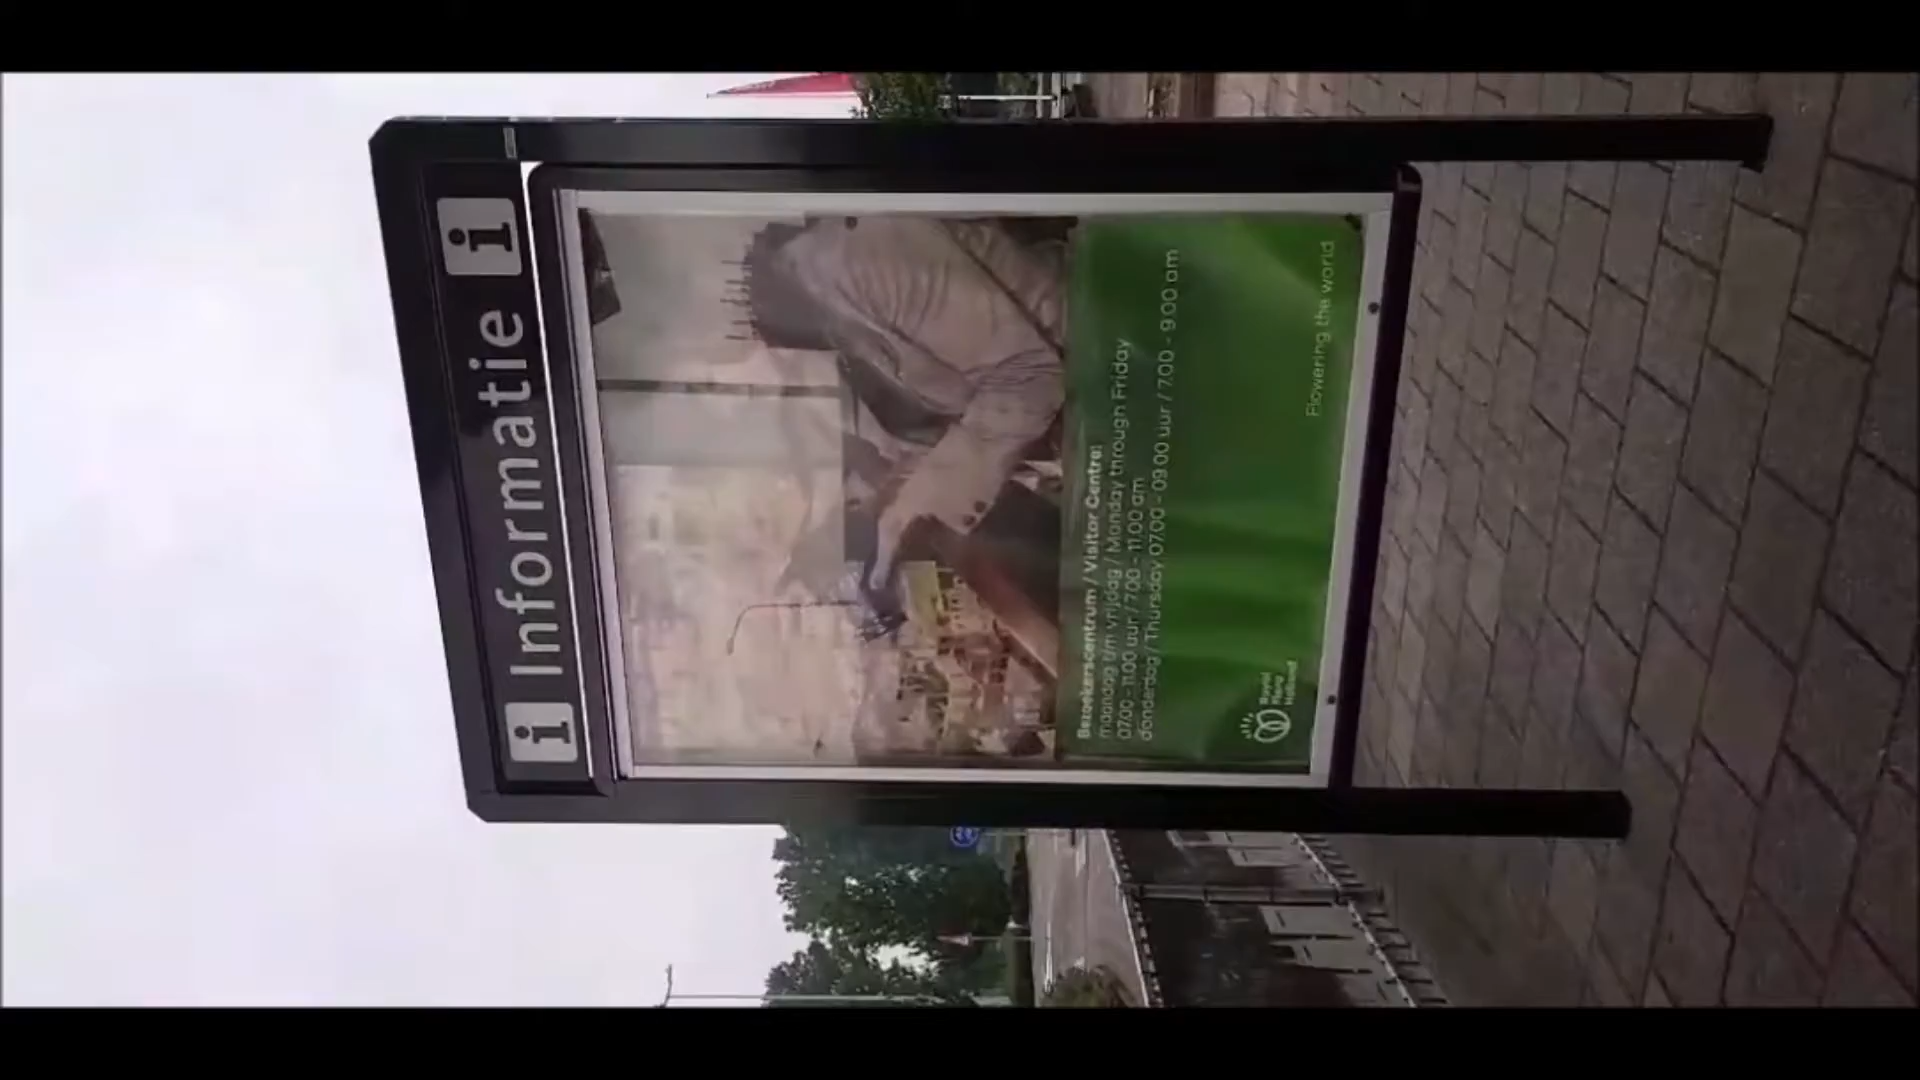 Informatie
Bezoekerscentrum / Visitor Centre:
maandag t/m vrijdag / Monday through Friday
07.00 - 11.00 uur / 7.00 - 11.00 am
donderdag / Thursday 07.00 - 09.00 uur / 7.00 - 9.00 am
Royal
Flora
Holland
Flowering the world